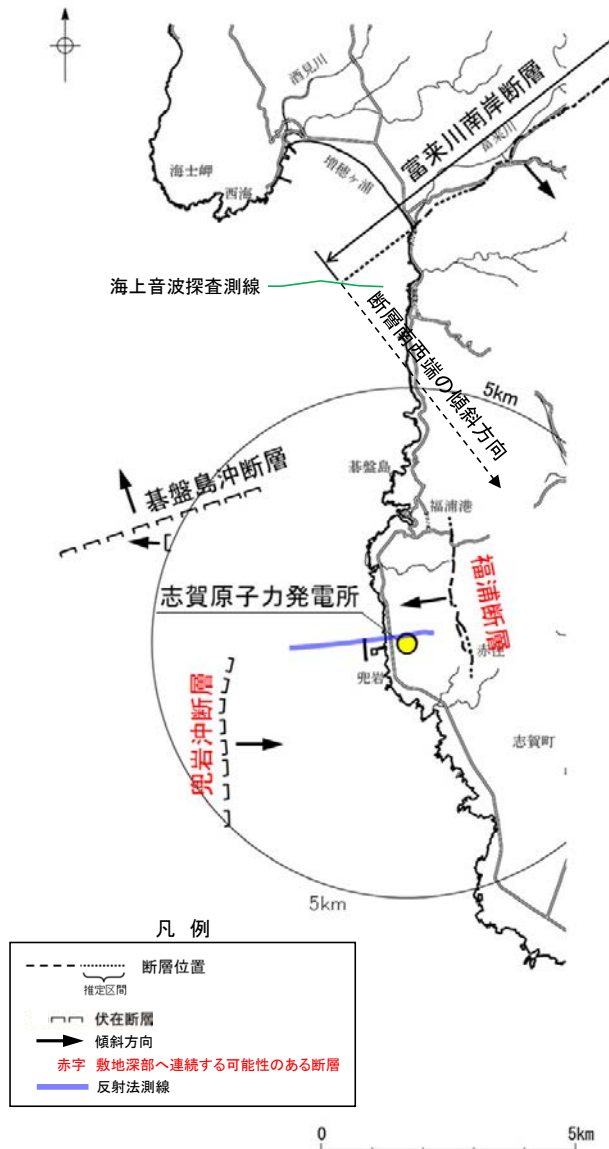 酒見川
富来川南岸断層
富来川
海士岬
西海
増穂ヶ浦
海上音波探査測線
断層南西端の傾斜方向
5km
碁盤島沖断層
碁盤島
福浦港
志賀原子力発電所
福浦断層
赤住
兜岩
兜岩沖断層
志賀町
5km
凡 例
断層位置
推定区間
伏在断層
傾斜方向
赤字 敷地深部へ連続する可能性のある断層
反射法測線
0 5km